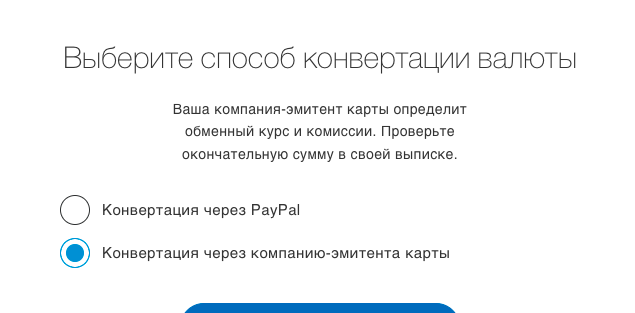 Выберите способ конвертации валюты
Ваша компания-эмитент карты определит
обменный курс и комиссии. Проверьте
окончательную сумму в своей выписке.
Конвертация через PayPal
Конвертация через компанию-эмитента карты